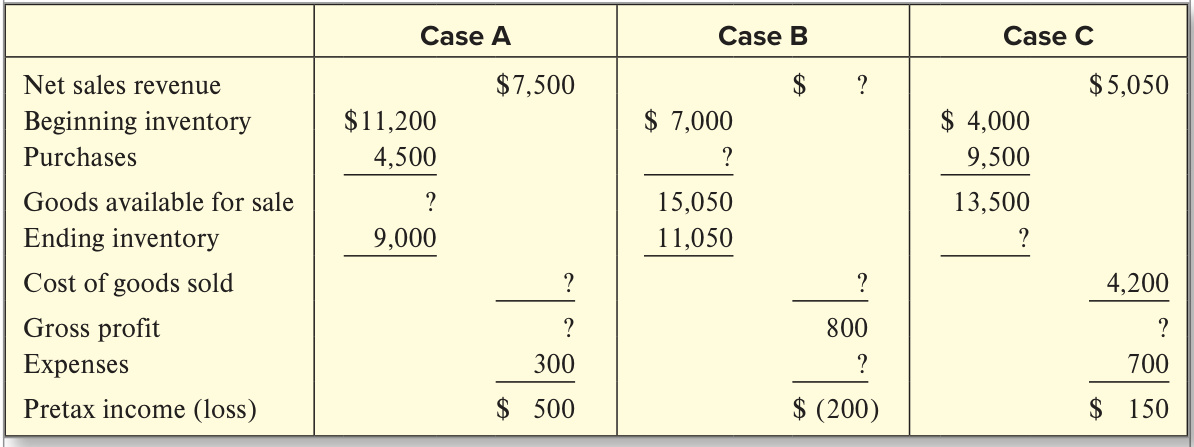 Case A Case B Case C
Net sales revenue $7,500 $ ? $5,050
Beginning inventory $11,200 $ 7,000 $ 4,000
Purchases 4,500 ? 9,500
Goods available for sale ? 15,050 13,500
Ending inventory 9,000 11,050 ?
Cost of goods sold ? ? 4,200
Gross profit ? 800 ?
Expenses 300 ? 700
Pretax income (loss) $ 500 $ (200) $ 150